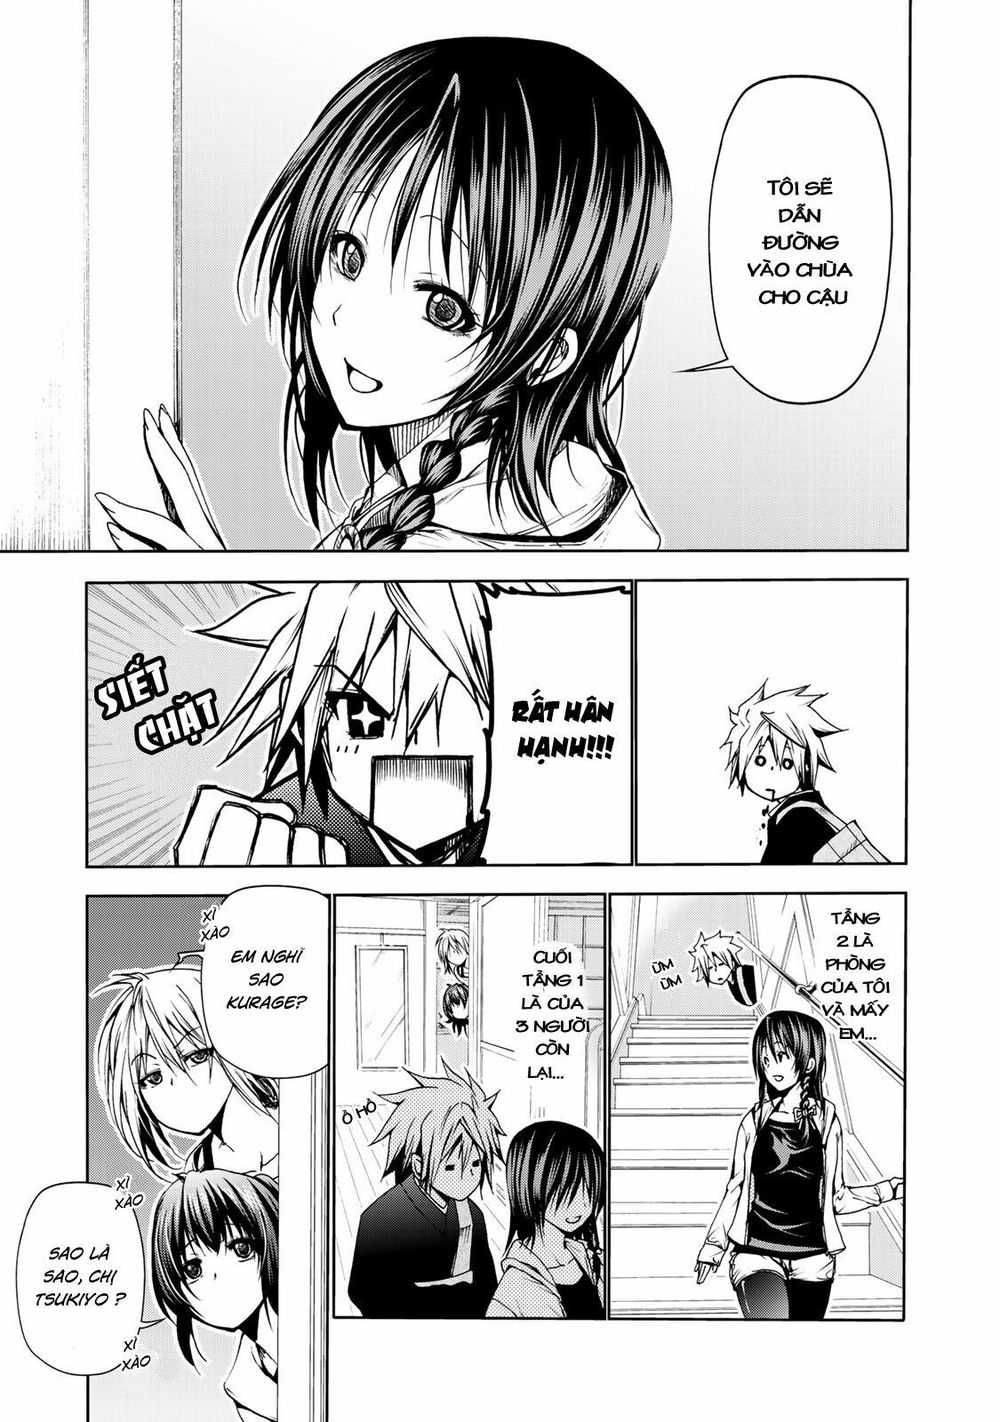 TÔI SẼ
DẪN
ĐƯỜNG
VÀO CHÙA
CHO CẬU
RẤT HÂN
HẠNH!!!
SIẾT
CHẶT
TẦNG
2 LÀ
PHÒNG
CỦA TÔI
VÀ MẤY
EM...
ỪM
ỪM
CUỐI
TẦNG 1
LÀ CỦA
3 NGƯỜI
CÒN
LẠI...
Ô HÔ
XÌ
XÀO
EM NGHĨ
SAO
KURAGE?
XÌ
XÀO
SAO LÀ
SAO, CHỊ
TSUKIYO ?
XÌ
XÀO